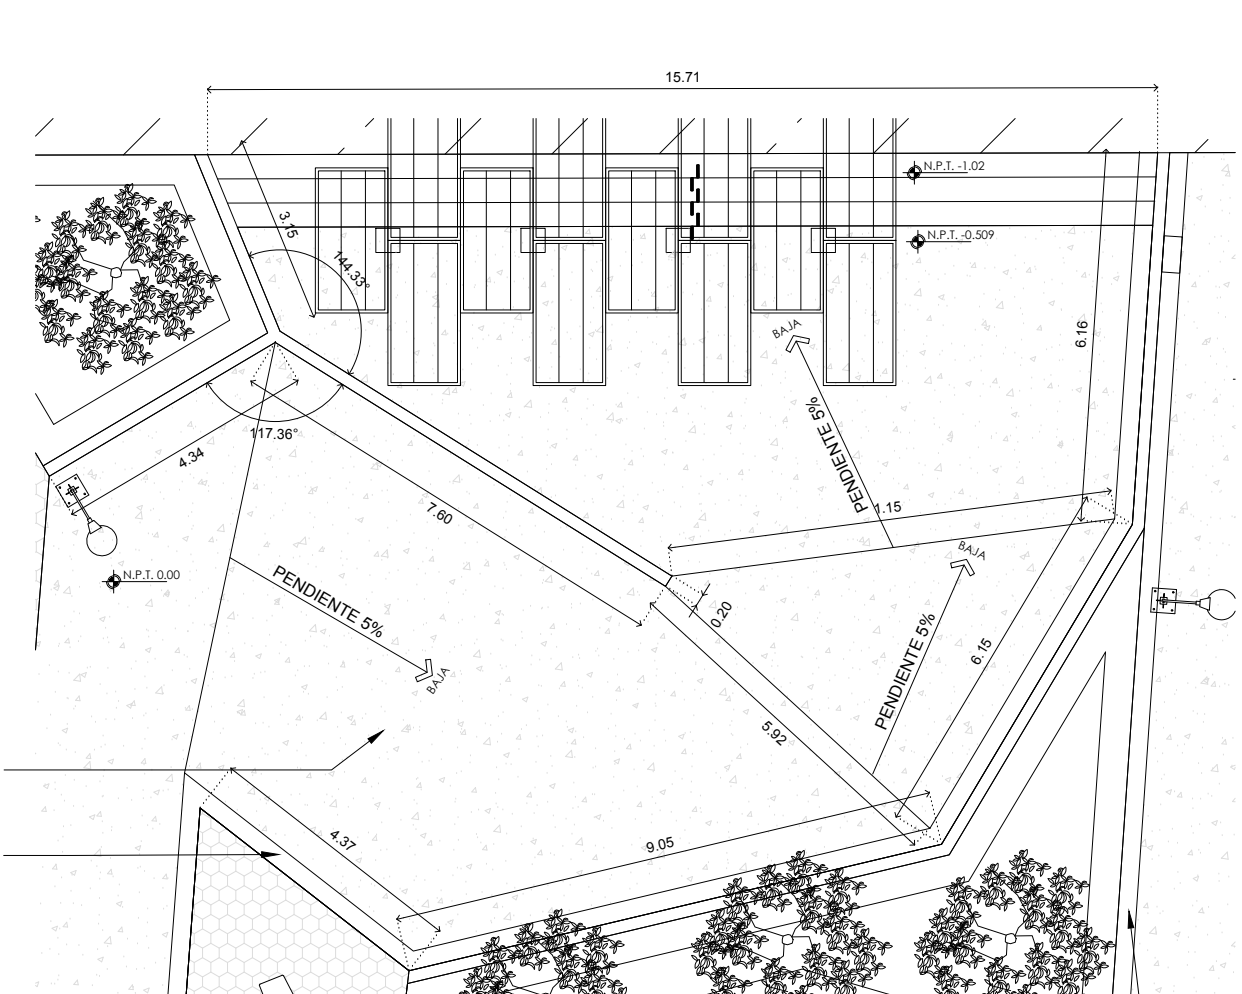 15.71
N.P.T. -1.02
3.15
N.P.T. -0.509
144.33°
BAJA
6.16
PENDIENTE 5%
117.36°
4.34
7.60
1.15
BAJA
N.P.T. 0.00
PENDIENTE 5%
0.20
PENDIENTE 5%
6.15
BAJA
5.92
4.37
9.05